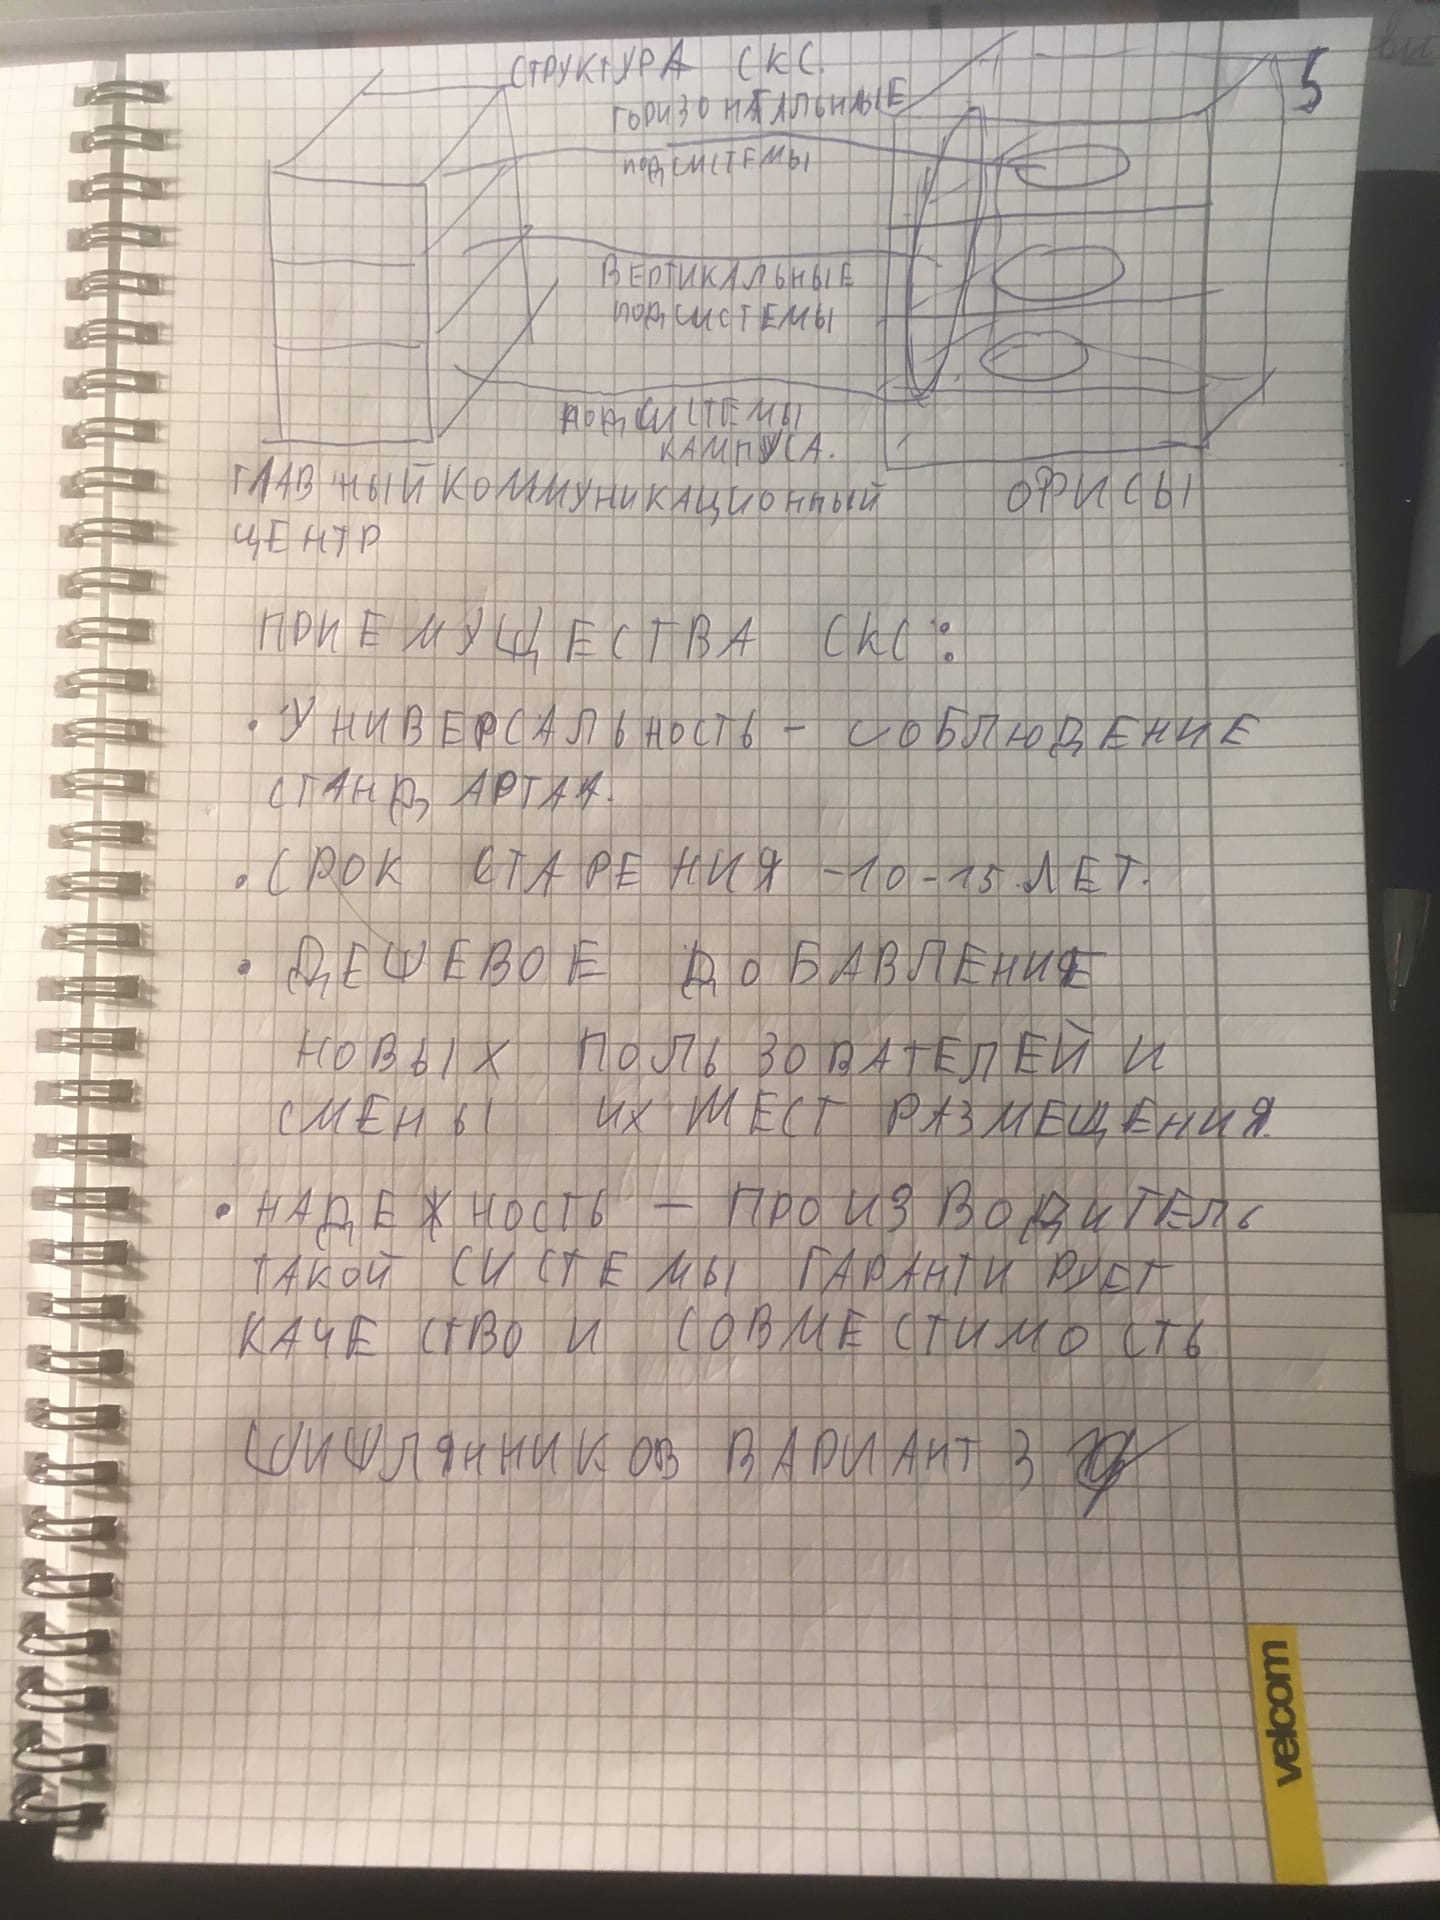 5
СТРУКТУРА СКС.
ГОРИЗОНТАЛЬНЫЕ
ПОДСИСТЕМЫ
ВЕРТИКАЛЬНЫЕ
ПОДСИСТЕМЫ
ПОДСИСТЕМЫ
КАМПУСА.
ГЛАВНЫЙ КОММУНИКАЦИОННЫЙ
ЦЕНТР
ОФИСЫ
ПРИЕМУЩЕСТВА СКС:
• УНИВЕРСАЛЬНОСТЬ - СОБЛЮДЕНИЕ
СТАНДАРТАА.
• СРОК СТАРЕНИЯ - 10-15 ЛЕТ.
• ДЕШЕВОЕ ДОБАВЛЕНИЕ
НОВЫХ ПОЛЬЗОВАТЕЛЕЙ И
СМЕНЫ ИХ МЕСТ РАЗМЕЩЕНИЯ.
• НАДЕЖНОСТЬ — ПРОИЗВОДИТЕЛЬ
ТАКОЙ СИСТЕМЫ ГАРАНТИРУЕТ
КАЧЕСТВО И СОВМЕСТИМОСТЬ
ШИШЛЯННИКОВ ВАРИАНТ 3
velcom